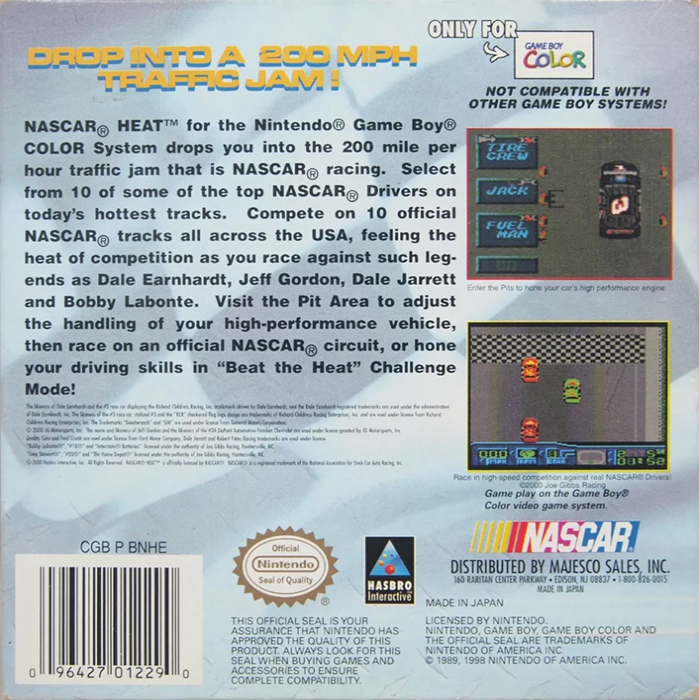 DROP INTO A 200 MPH
TRAFFIC JAM!
ONLY FOR
GAME BOY
COLOR
NOT COMPATIBLE WITH
OTHER GAME BOY SYSTEMS!
NASCAR® HEAT™ for the Nintendo® Game Boy®
COLOR System drops you into the 200 mile per
hour traffic jam that is NASCAR® racing. Select
from 10 of some of the top NASCAR® Drivers on
today's hottest tracks. Compete on 10 official
NASCAR® tracks all across the USA, feeling the
heat of competition as you race against such leg-
ends as Dale Earnhardt, Jeff Gordon, Dale Jarrett
and Bobby Labonte. Visit the Pit Area to adjust
the handling of your high-performance vehicle,
then race on an official NASCAR® circuit, or hone
your driving skills in “Beat the Heat” Challenge
Mode!
TIRE
CREW
JACK
FUEL
MAN
Enter the Pits to hone your car's high performance engine.
Race in high-speed competition against real NASCAR® Drivers!
©2000 Joe Gibbs Racing
Game play on the Game Boy®
Color video game system.
NASCAR
DISTRIBUTED BY MAJESCO SALES, INC.
160 RARITAN CENTER PARKWAY • EDISON, NJ 08837 • 1-800-826-0015
MADE IN JAPAN
CGB P BNHE
0 96427 01229 0
Official
Nintendo
Seal of Quality
®
HASBRO
Interactive
THIS OFFICIAL SEAL IS YOUR
ASSURANCE THAT NINTENDO HAS
APPROVED THE QUALITY OF THIS
PRODUCT. ALWAYS LOOK FOR THIS
SEAL WHEN BUYING GAMES AND
ACCESSORIES TO ENSURE
COMPLETE COMPATIBILITY.
MADE IN JAPAN
LICENSED BY NINTENDO.
NINTENDO, GAME BOY, GAME BOY COLOR AND
THE OFFICIAL SEAL ARE TRADEMARKS OF
NINTENDO OF AMERICA INC.
© 1989, 1998 NINTENDO OF AMERICA INC.